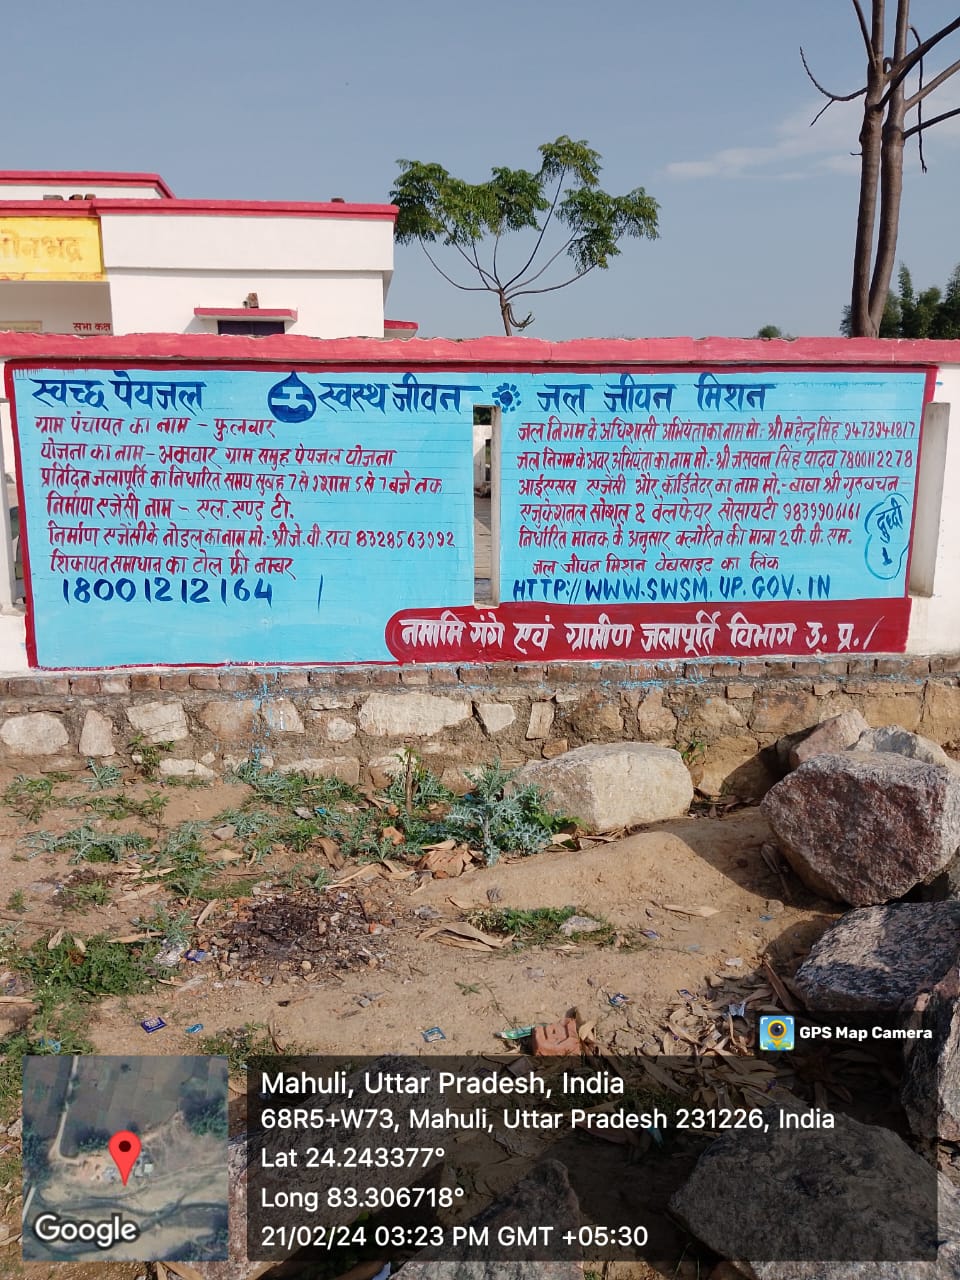 सोनभद्र
सभा कक्ष
स्वच्छ पेयजल स्वस्थ जीवन
ग्राम पंचायत का नाम - फुलवार
योजना का नाम - अमवार ग्राम समुह पेयजल योजना
प्रतिदिन जलापूर्ति का निर्धारित समय सुबह 7 से 9 शाम 5 से 7 बजे तक
निर्माण एजेंसी नाम - एल. एण्ड टी.
निर्माण एजेंसी के नोडल का नाम मो:- श्री जे. वी. राव 8328563992
शिकायत समाधान का टोल फ्री नम्बर
18001212164
जल जीवन मिशन
जल निगम के अधिशासी अभियंता का नाम मो:- श्री महेन्द्र सिंह 9473941817
जल निगम के अवर अभियंता का नाम मो:- श्री जसवन्त सिंह यादव 7800112278
आईएसए एजेंसी और कोर्डिनेटर का नाम मो.- बाबा श्री गुरुबचन -
एजुकेशनल सोशल & वेलफेयर सोसायटी 9839906161
निर्धारित मानक के अनुसार क्लोरिन की मात्रा 2 पी. पी. एम.
जल जीवन मिशन वेबसाइट का लिंक
HTTP://WWW.SWSM.UP.GOV.IN
दुध्दी
1
नमामि गंगे एवं ग्रामीण जलापूर्ति विभाग उ. प्र./
GPS Map Camera
Mahuli, Uttar Pradesh, India
68R5+W73, Mahuli, Uttar Pradesh 231226, India
Lat 24.243377°
Long 83.306718°
21/02/24 03:23 PM GMT +05:30
Google